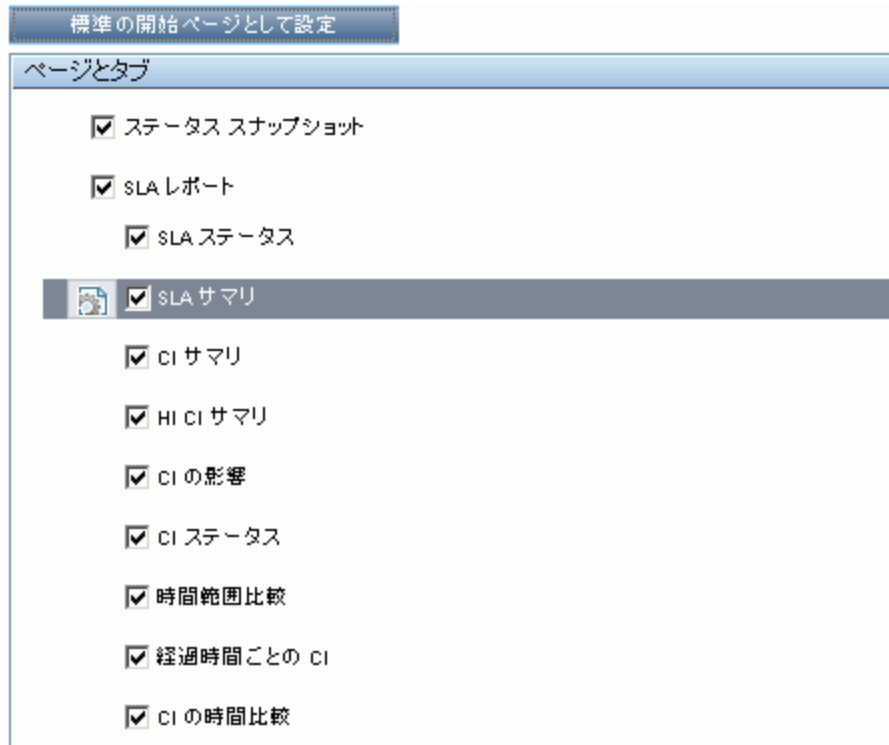 標準の開始ページとして設定
ページとタブ
ステータス スナップショット
SLA レポート
SLA ステータス
SLA サマリ
CI サマリ
HI CI サマリ
CI の影響
CI ステータス
時間範囲比較
経過時間ごとの CI
CI の時間比較